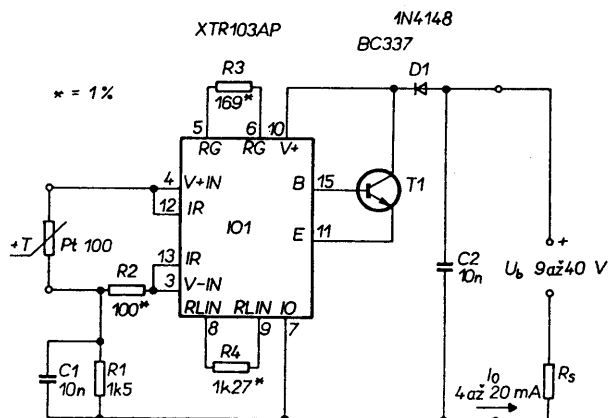 XTR103AP
1N4148
BC337
* = 1%
R3
169*
D1
5
6
10
RG
RG
V+
4
V+IN
12
IR
B
15
T1
+T
Pt 100
IO1
E
11
13
IR
R2
100*
3
V-IN
RLIN
RLIN
IO
8
9
7
R4
1k27*
C1
10n
R1
1k5
C2
10n
+
Ub 9až40 V
Io
4až 20 mA
Rs